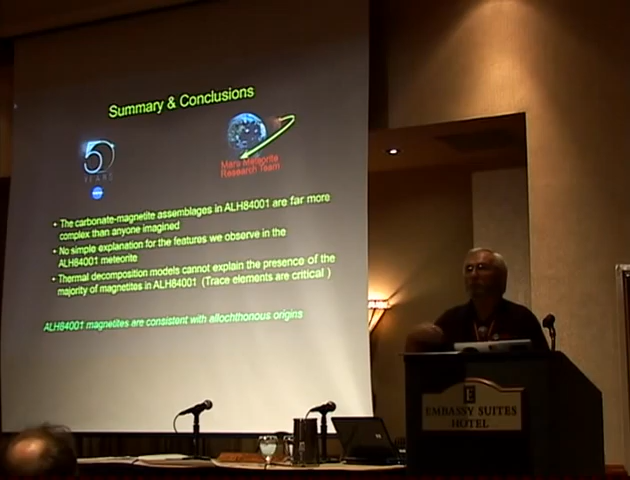 Summary & Conclusions
50
YEARS
Mars Meteorite
Research Team
• The carbonate-magnetite assemblages in ALH84001 are far more
complex than anyone imagined
• No simple explanation for the features we observe in the
ALH84001 meteorite
• Thermal decomposition models cannot explain the presence of the
majority of magnetites in ALH84001 (Trace elements are critical )
ALH84001 magnetites are consistent with allochthonous origins
E
EMBASSY SUITES
HOTEL